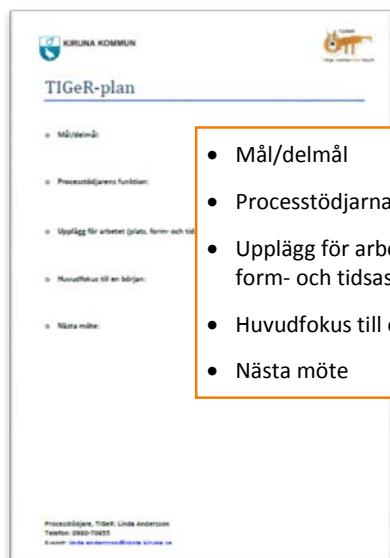 KIRUNA KOMMUN
TIGeR
TIGeR-plan
Mål/delmål:
Processtödjarens funktion:
Upplägg för arbetet (plats, form- och tid
Huvudfokus till en början:
Nästa möte:
• Mål/delmål
• Processtödjarna
• Upplägg för arbe
form- och tidsas
• Huvudfokus till
• Nästa möte
Processtödjare, TIGeR: Linda Andersson
Telefon: 0980-70655